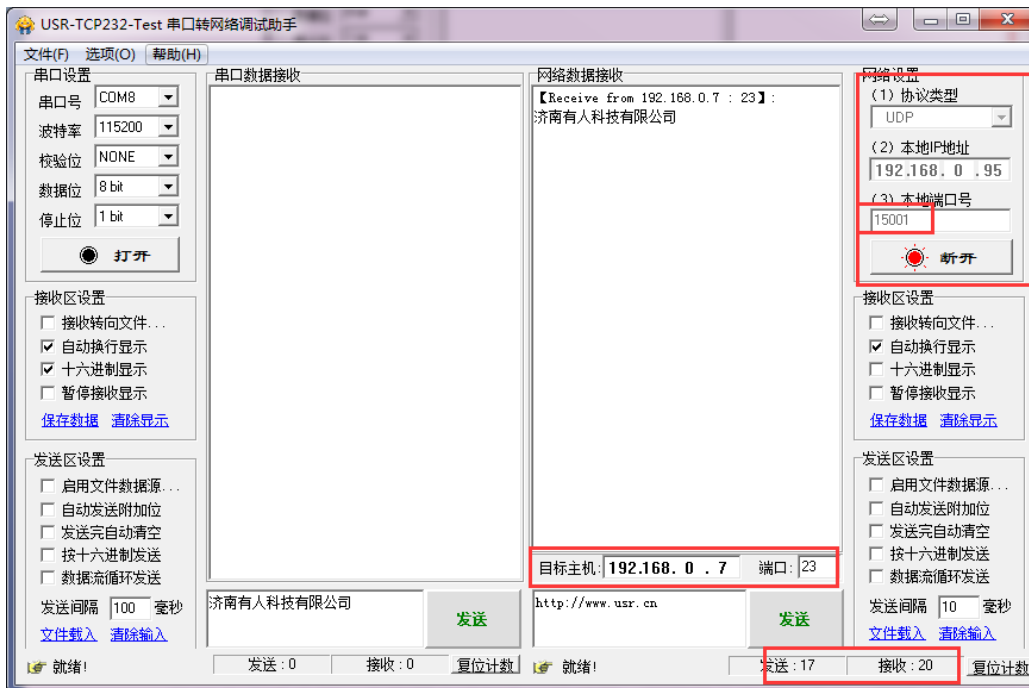 USR-TCP232-Test 串口转网络调试助手
文件(F) 选项(O) 帮助(H)
串口设置
串口号 COM8
波特率 115200
校验位 NONE
数据位 8 bit
停止位 1 bit
打开
接收区设置
接收转向文件...
自动换行显示
十六进制显示
暂停接收显示
保存数据 清除显示
发送区设置
启用文件数据源...
自动发送附加位
发送完自动清空
按十六进制发送
数据流循环发送
发送间隔 100 毫秒
文件载入 清除输入
就绪!
串口数据接收
济南有人科技有限公司
发送
发送:0 接收:0 复位计数
网络数据接收
【Receive from 192.168.0.7 : 23】:
济南有人科技有限公司
目标主机: 192.168. 0 . 7 端口: 23
http://www.usr.cn
发送
就绪! 发送:17 接收:20 复位计数
网络设置
(1) 协议类型
UDP
(2) 本地IP地址
192.168. 0 .95
(3) 本地端口号
15001
断开
接收区设置
接收转向文件...
自动换行显示
十六进制显示
暂停接收显示
保存数据 清除显示
发送区设置
启用文件数据源...
自动发送附加位
发送完自动清空
按十六进制发送
数据流循环发送
发送间隔 10 毫秒
文件载入 清除输入